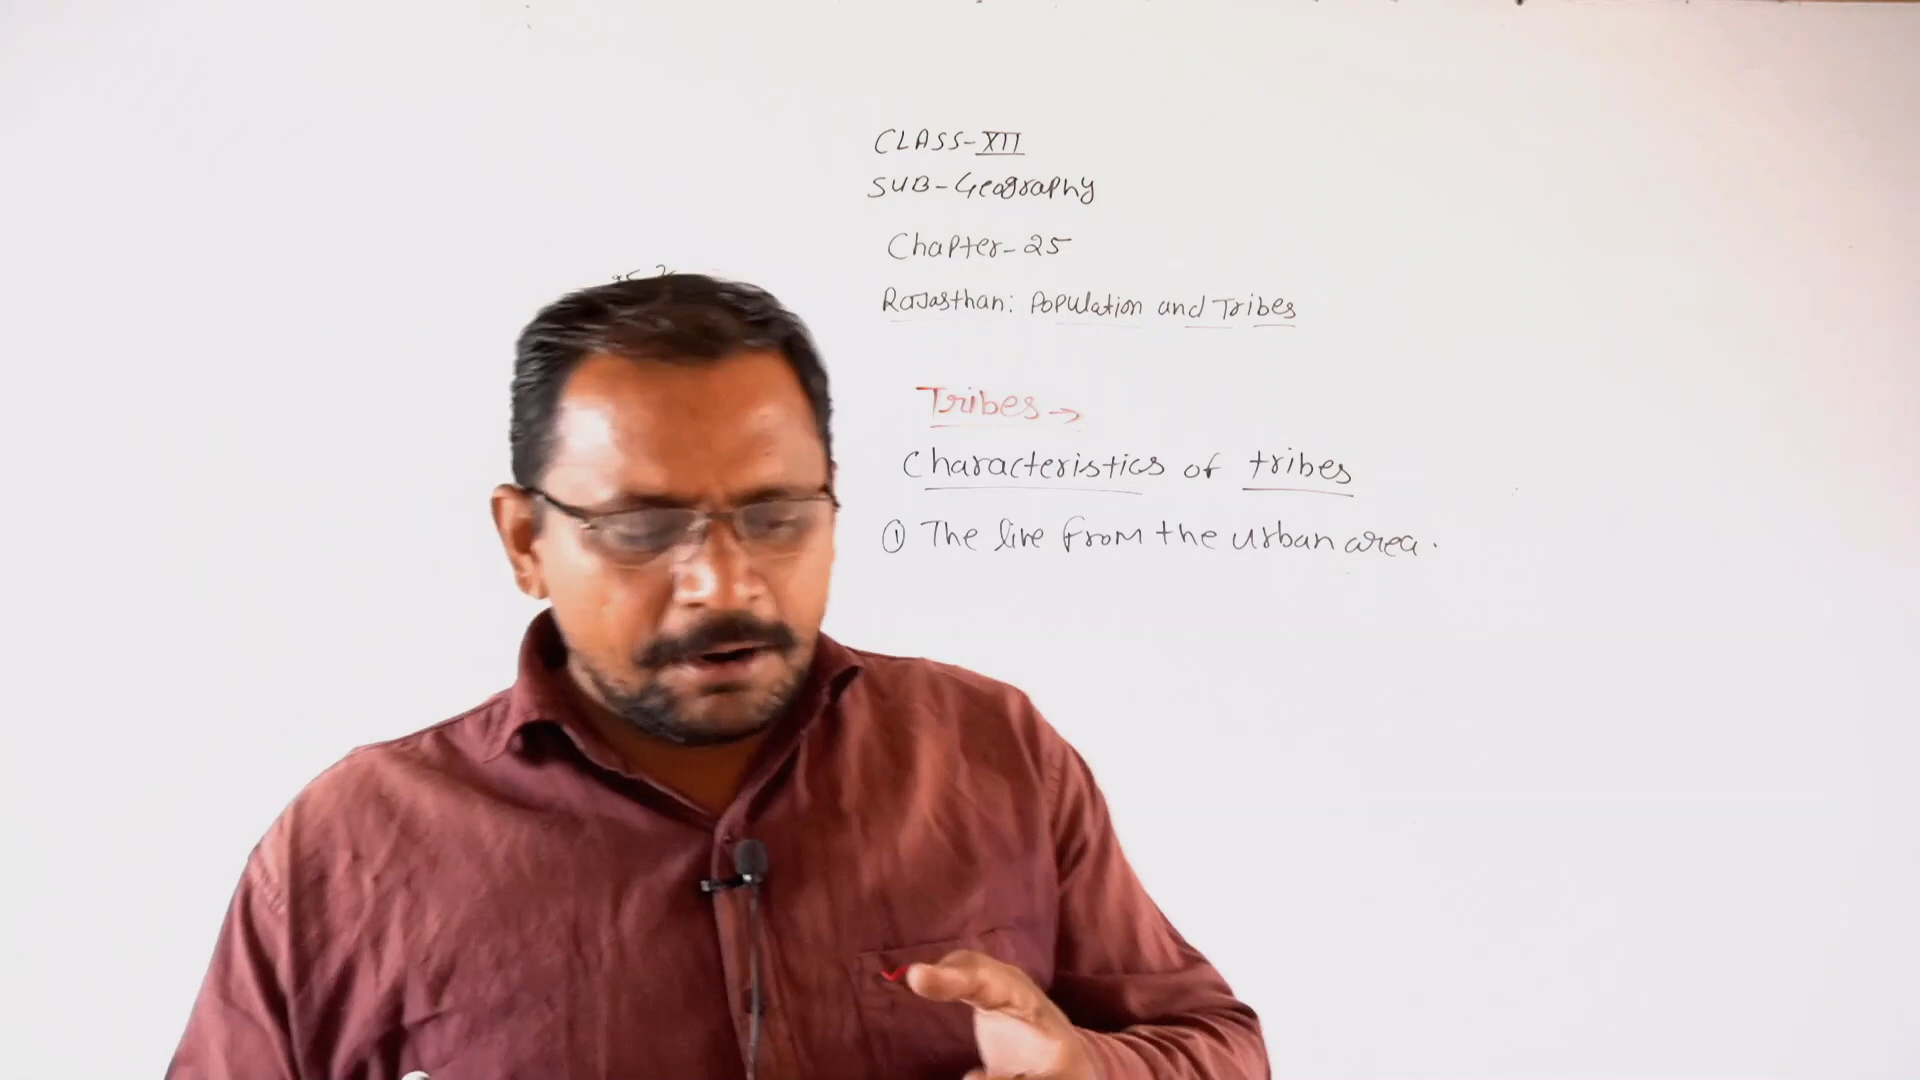 CLASS-XII
SUB-Geography
Chapter-25
Rajasthan: Population and Tribes
Tribes→
Characteristics of tribes
① The live from the urban area.